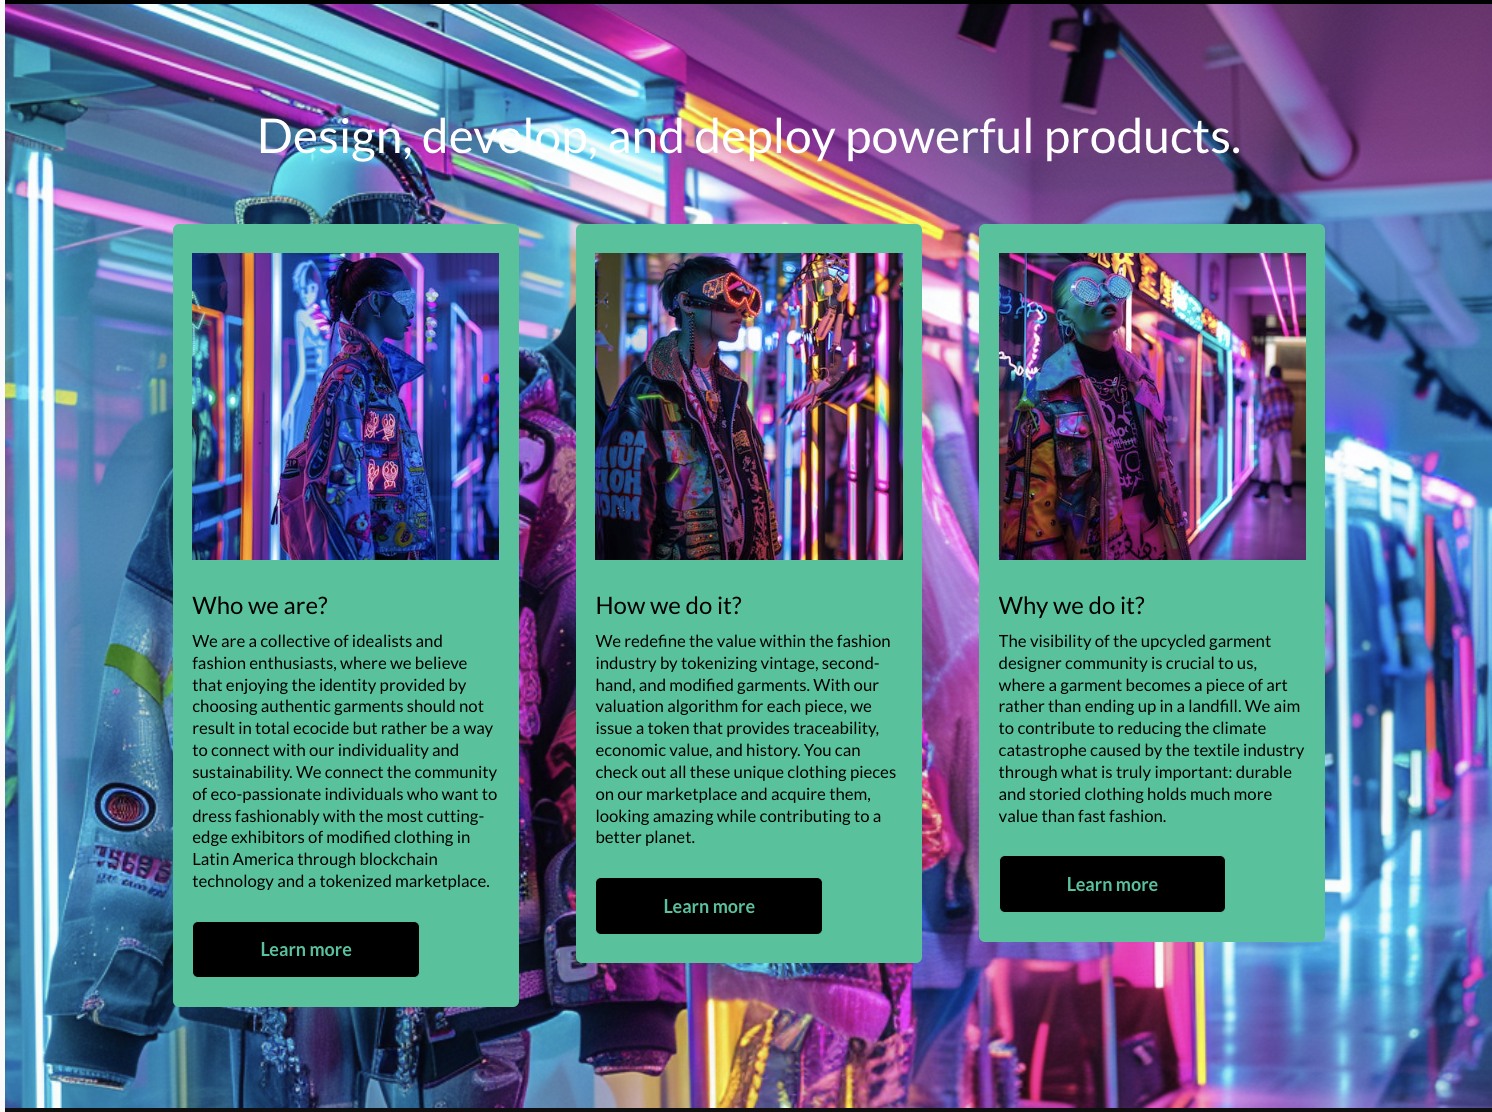 Design, develop, and deploy powerful products.
Who we are?
We are a collective of idealists and
fashion enthusiasts, where we believe
that enjoying the identity provided by
choosing authentic garments should not
result in total ecocide but rather be a way
to connect with our individuality and
sustainability. We connect the community
of eco-passionate individuals who want to
dress fashionably with the most cutting-
edge exhibitors of modified clothing in
Latin America through blockchain
technology and a tokenized marketplace.
Learn more
How we do it?
We redefine the value within the fashion
industry by tokenizing vintage, second-
hand, and modified garments. With our
valuation algorithm for each piece, we
issue a token that provides traceability,
economic value, and history. You can
check out all these unique clothing pieces
on our marketplace and acquire them,
looking amazing while contributing to a
better planet.
Learn more
Why we do it?
The visibility of the upcycled garment
designer community is crucial to us,
where a garment becomes a piece of art
rather than ending up in a landfill. We aim
to contribute to reducing the climate
catastrophe caused by the textile industry
through what is truly important: durable
and storied clothing holds much more
value than fast fashion.
Learn more